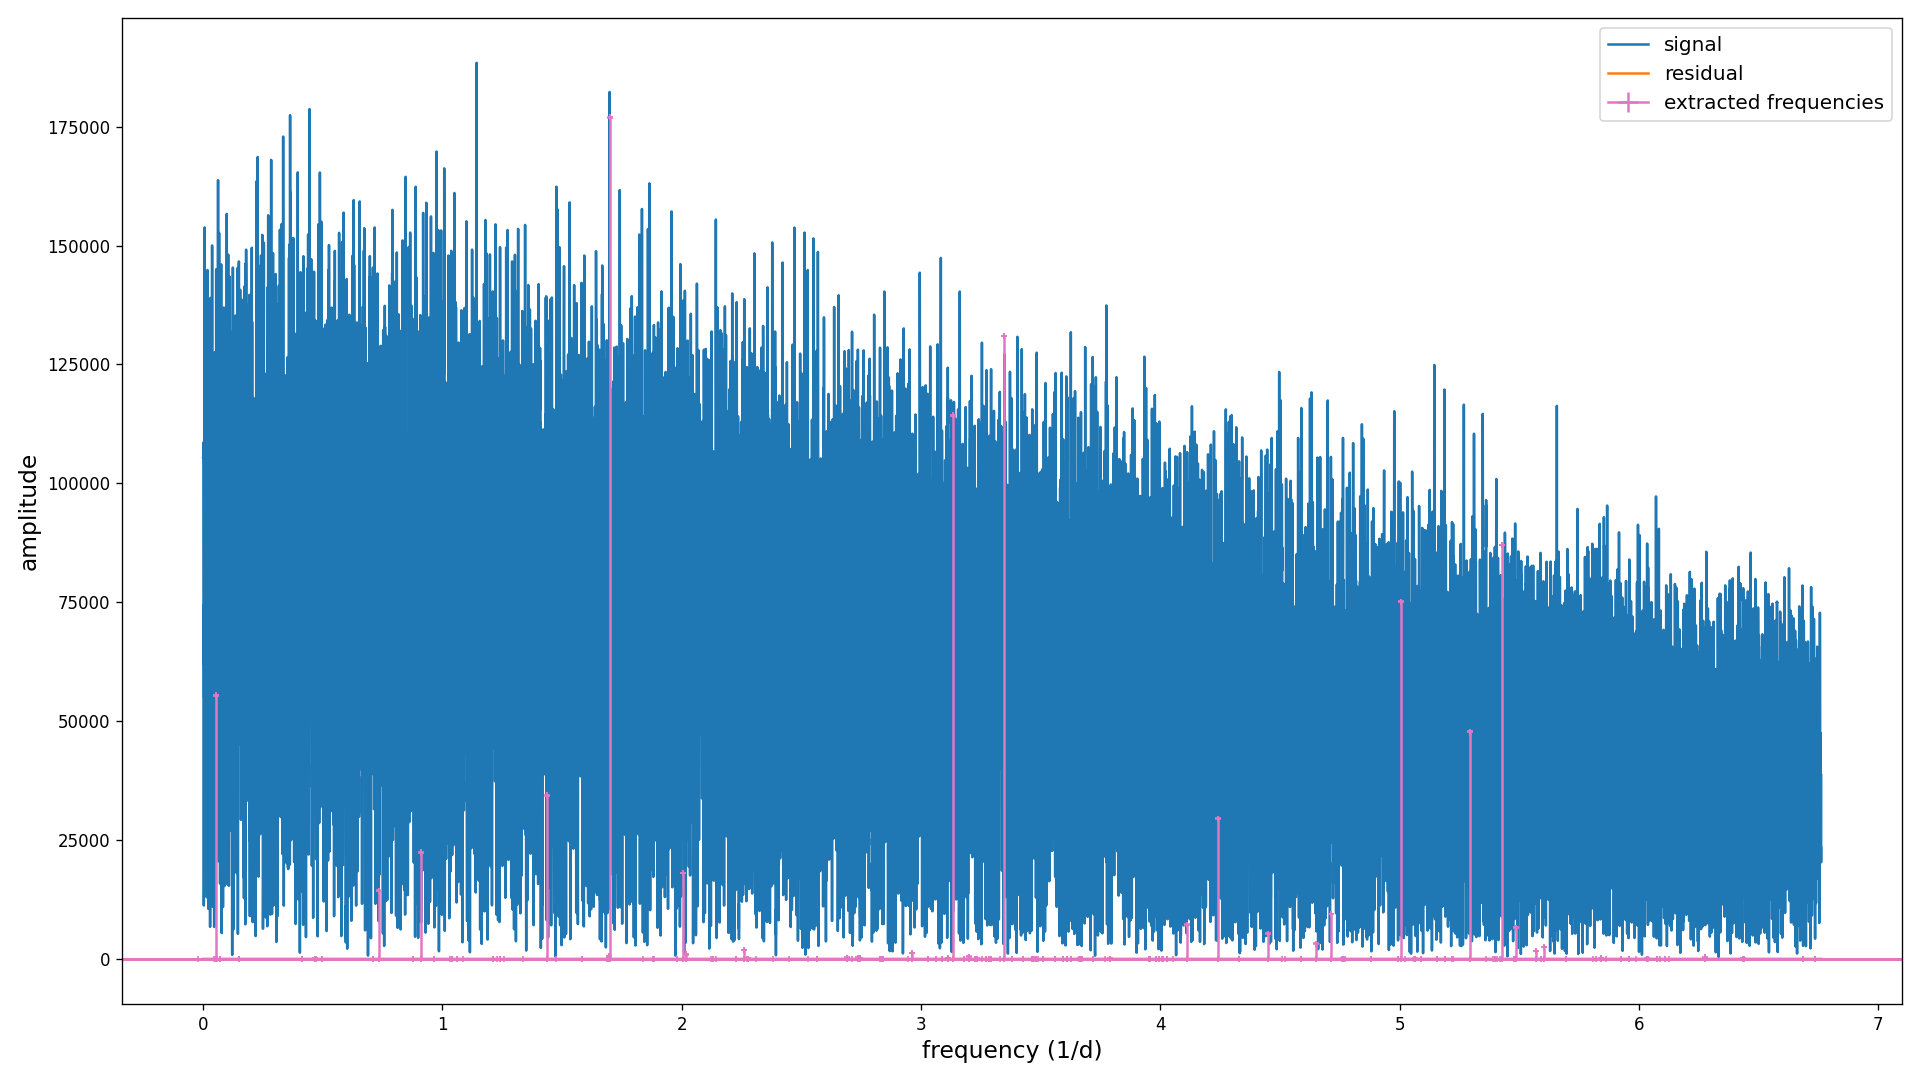 signal
residual
extracted frequencies
amplitude
175000
150000
125000
100000
75000
50000
25000
0
0 1 2 3 4 5 6 7
frequency (1/d)